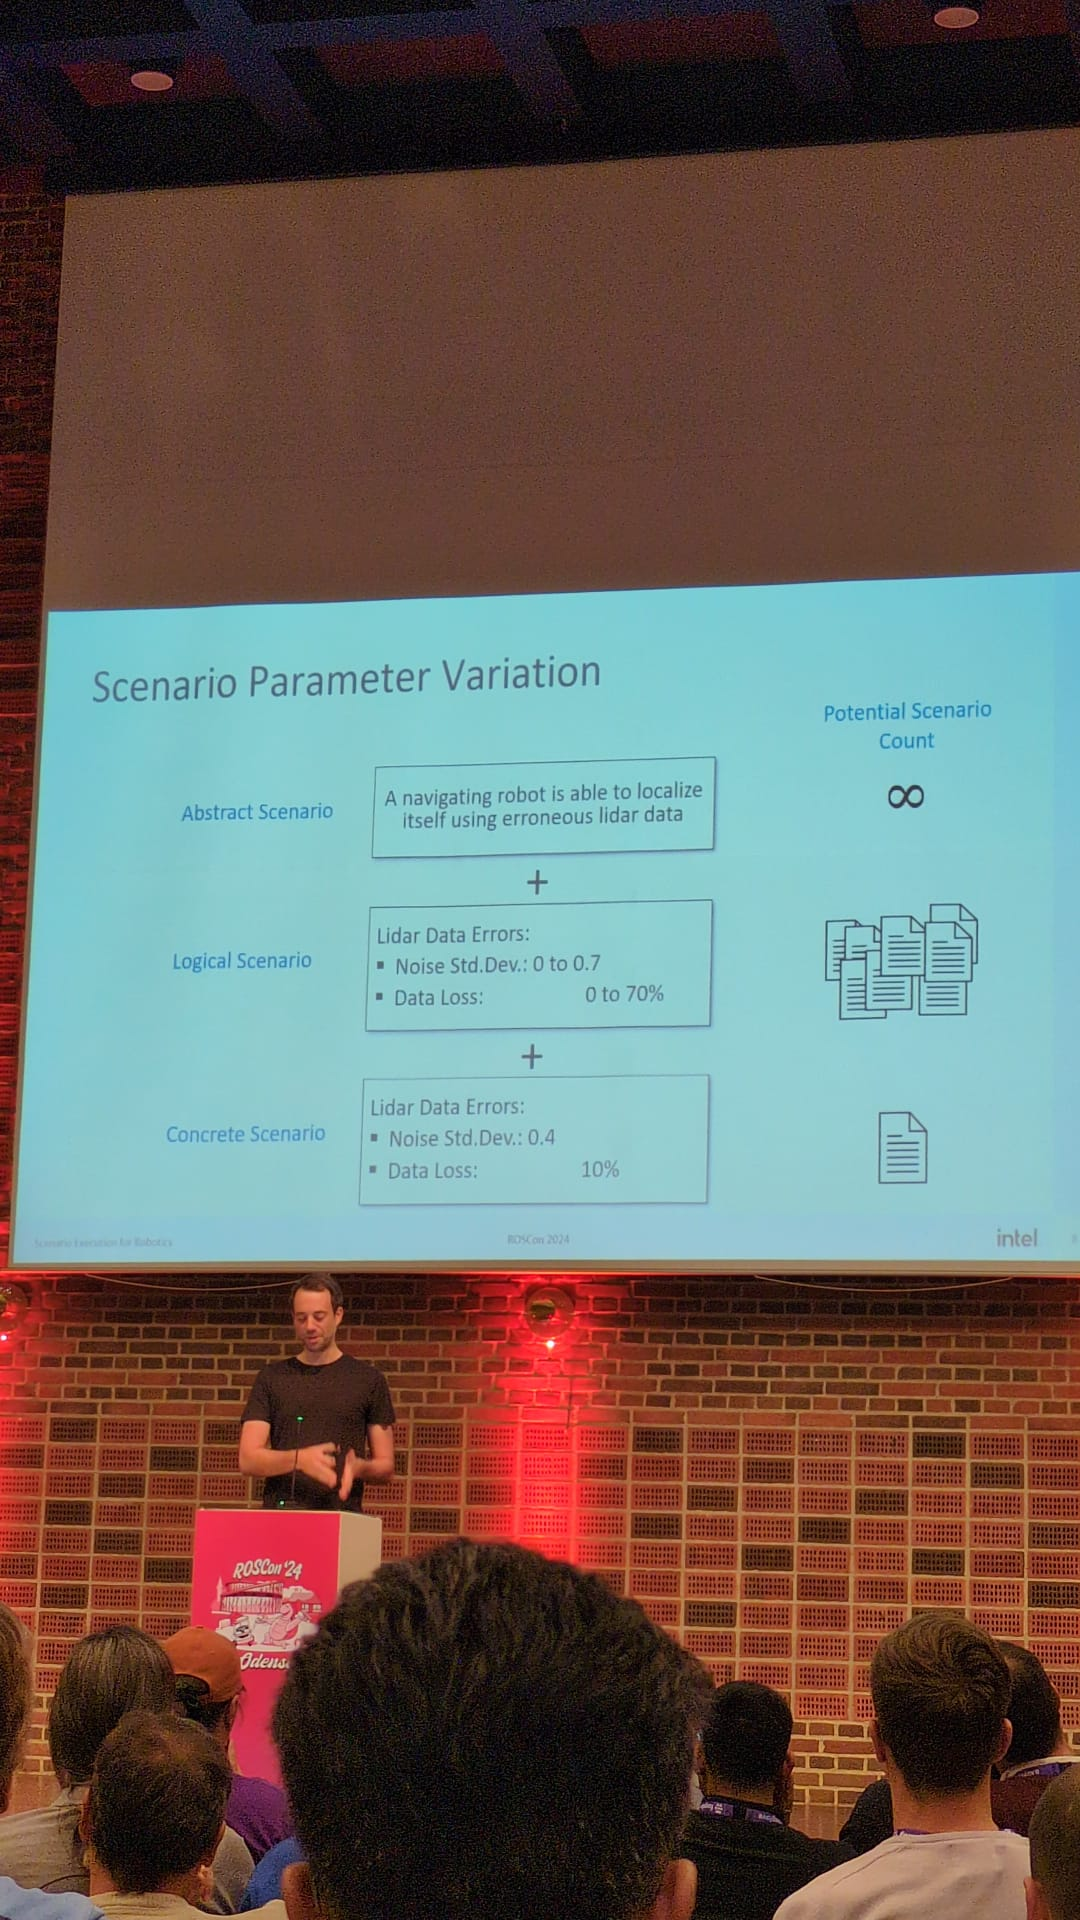 Scenario Parameter Variation
Potential Scenario
Count
Abstract Scenario
A navigating robot is able to localize
itself using erroneous lidar data
∞
+
Logical Scenario
Lidar Data Errors:
▪ Noise Std.Dev.: 0 to 0.7
▪ Data Loss: 0 to 70%
+
Concrete Scenario
Lidar Data Errors:
▪ Noise Std.Dev.: 0.4
▪ Data Loss: 10%
Scenario Execution for Robotics
ROSCon 2024
intel
8
ROSCon '24
Odens